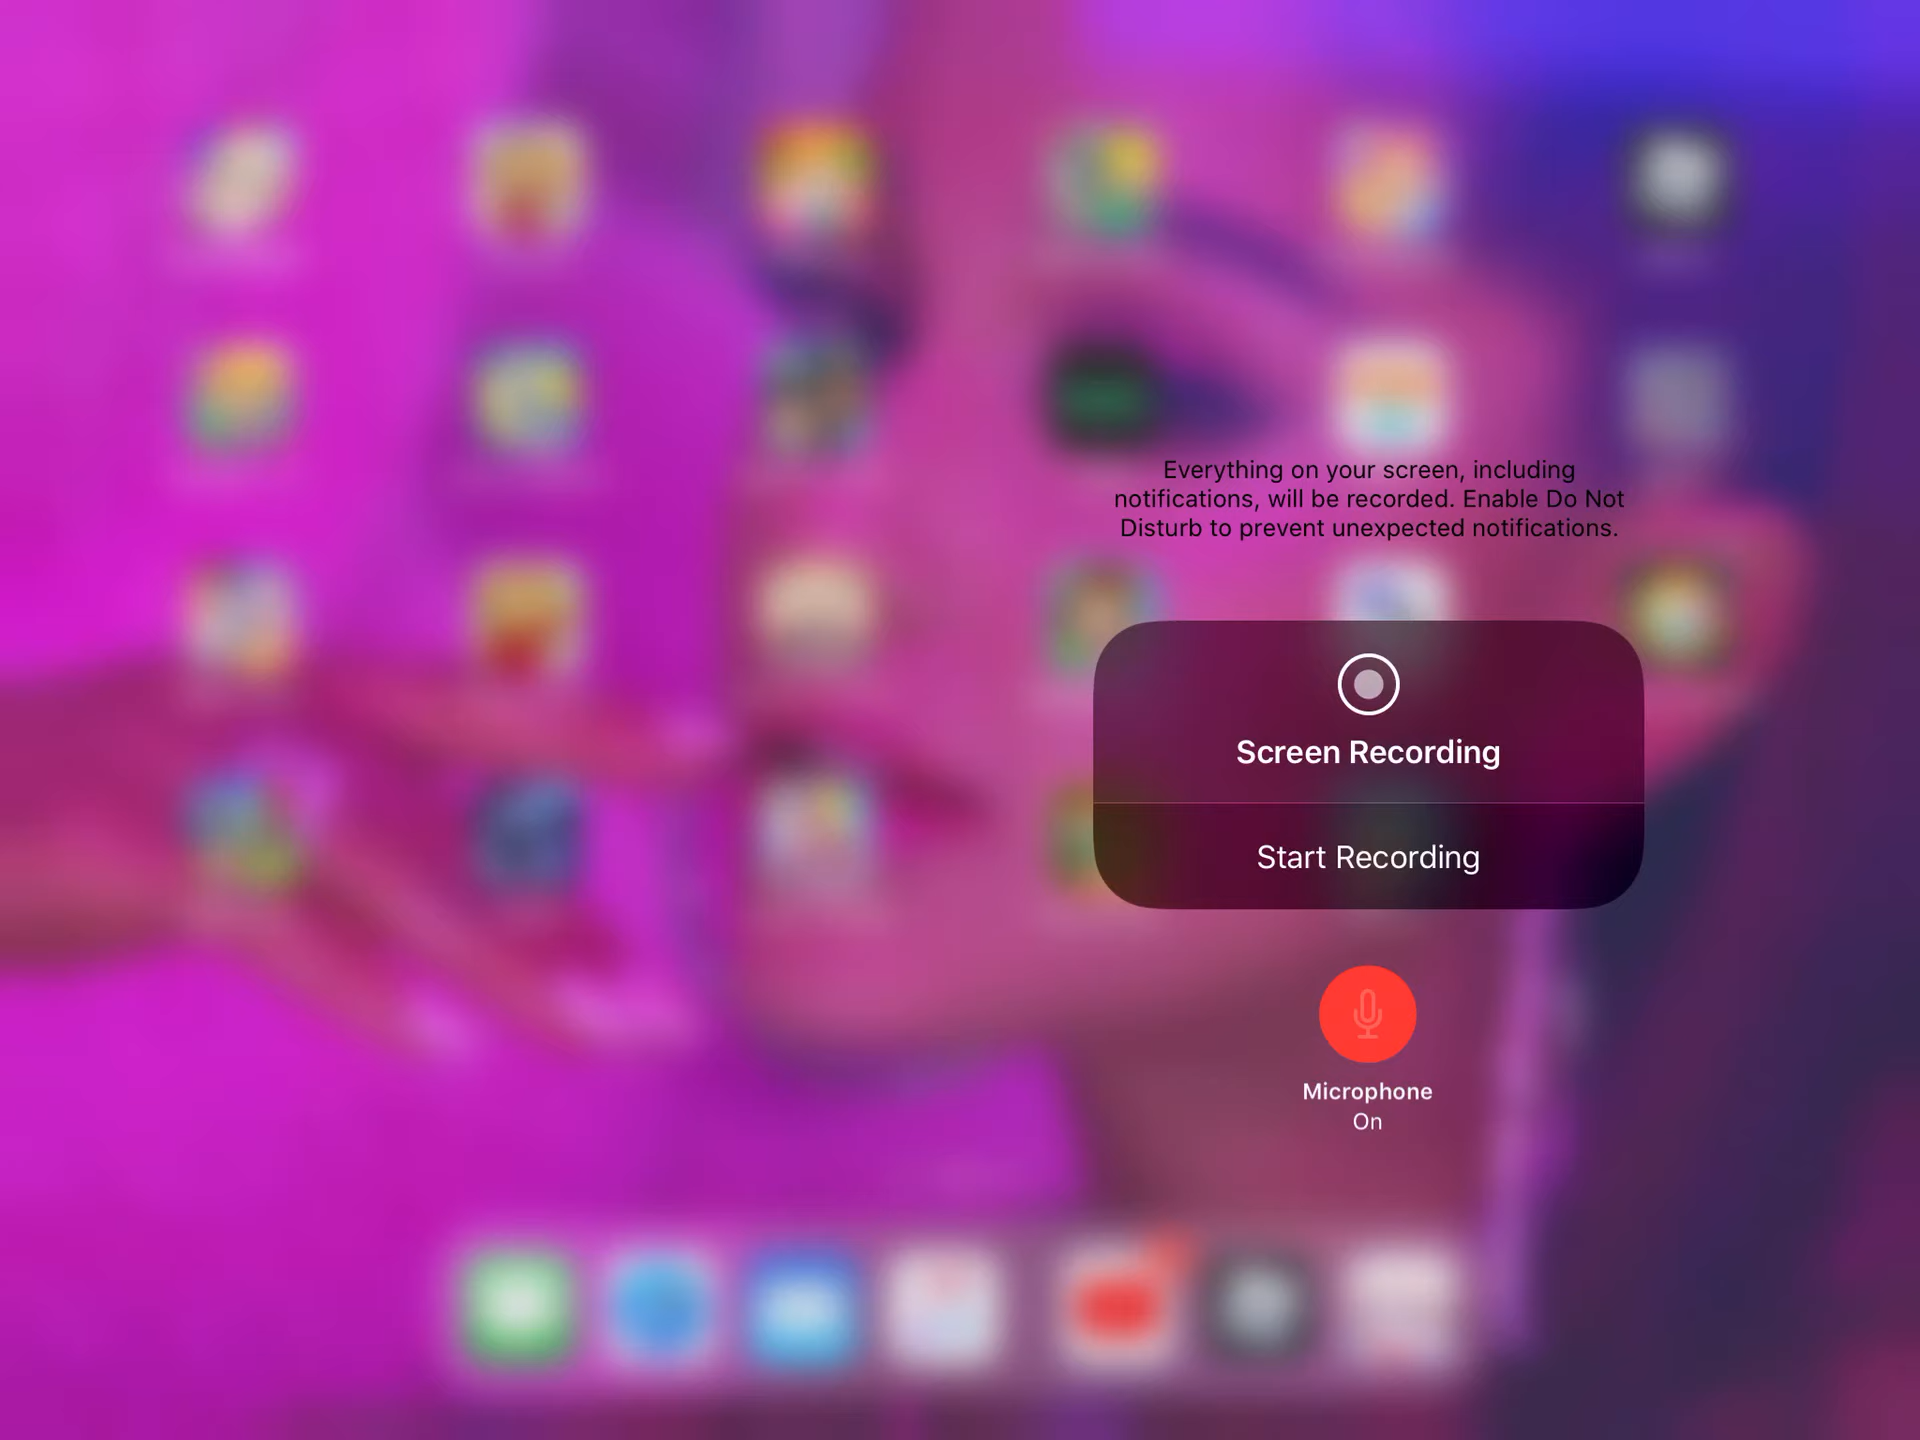 Everything on your screen, including
notifications, will be recorded. Enable Do Not
Disturb to prevent unexpected notifications.
Screen Recording
Start Recording
Microphone
On